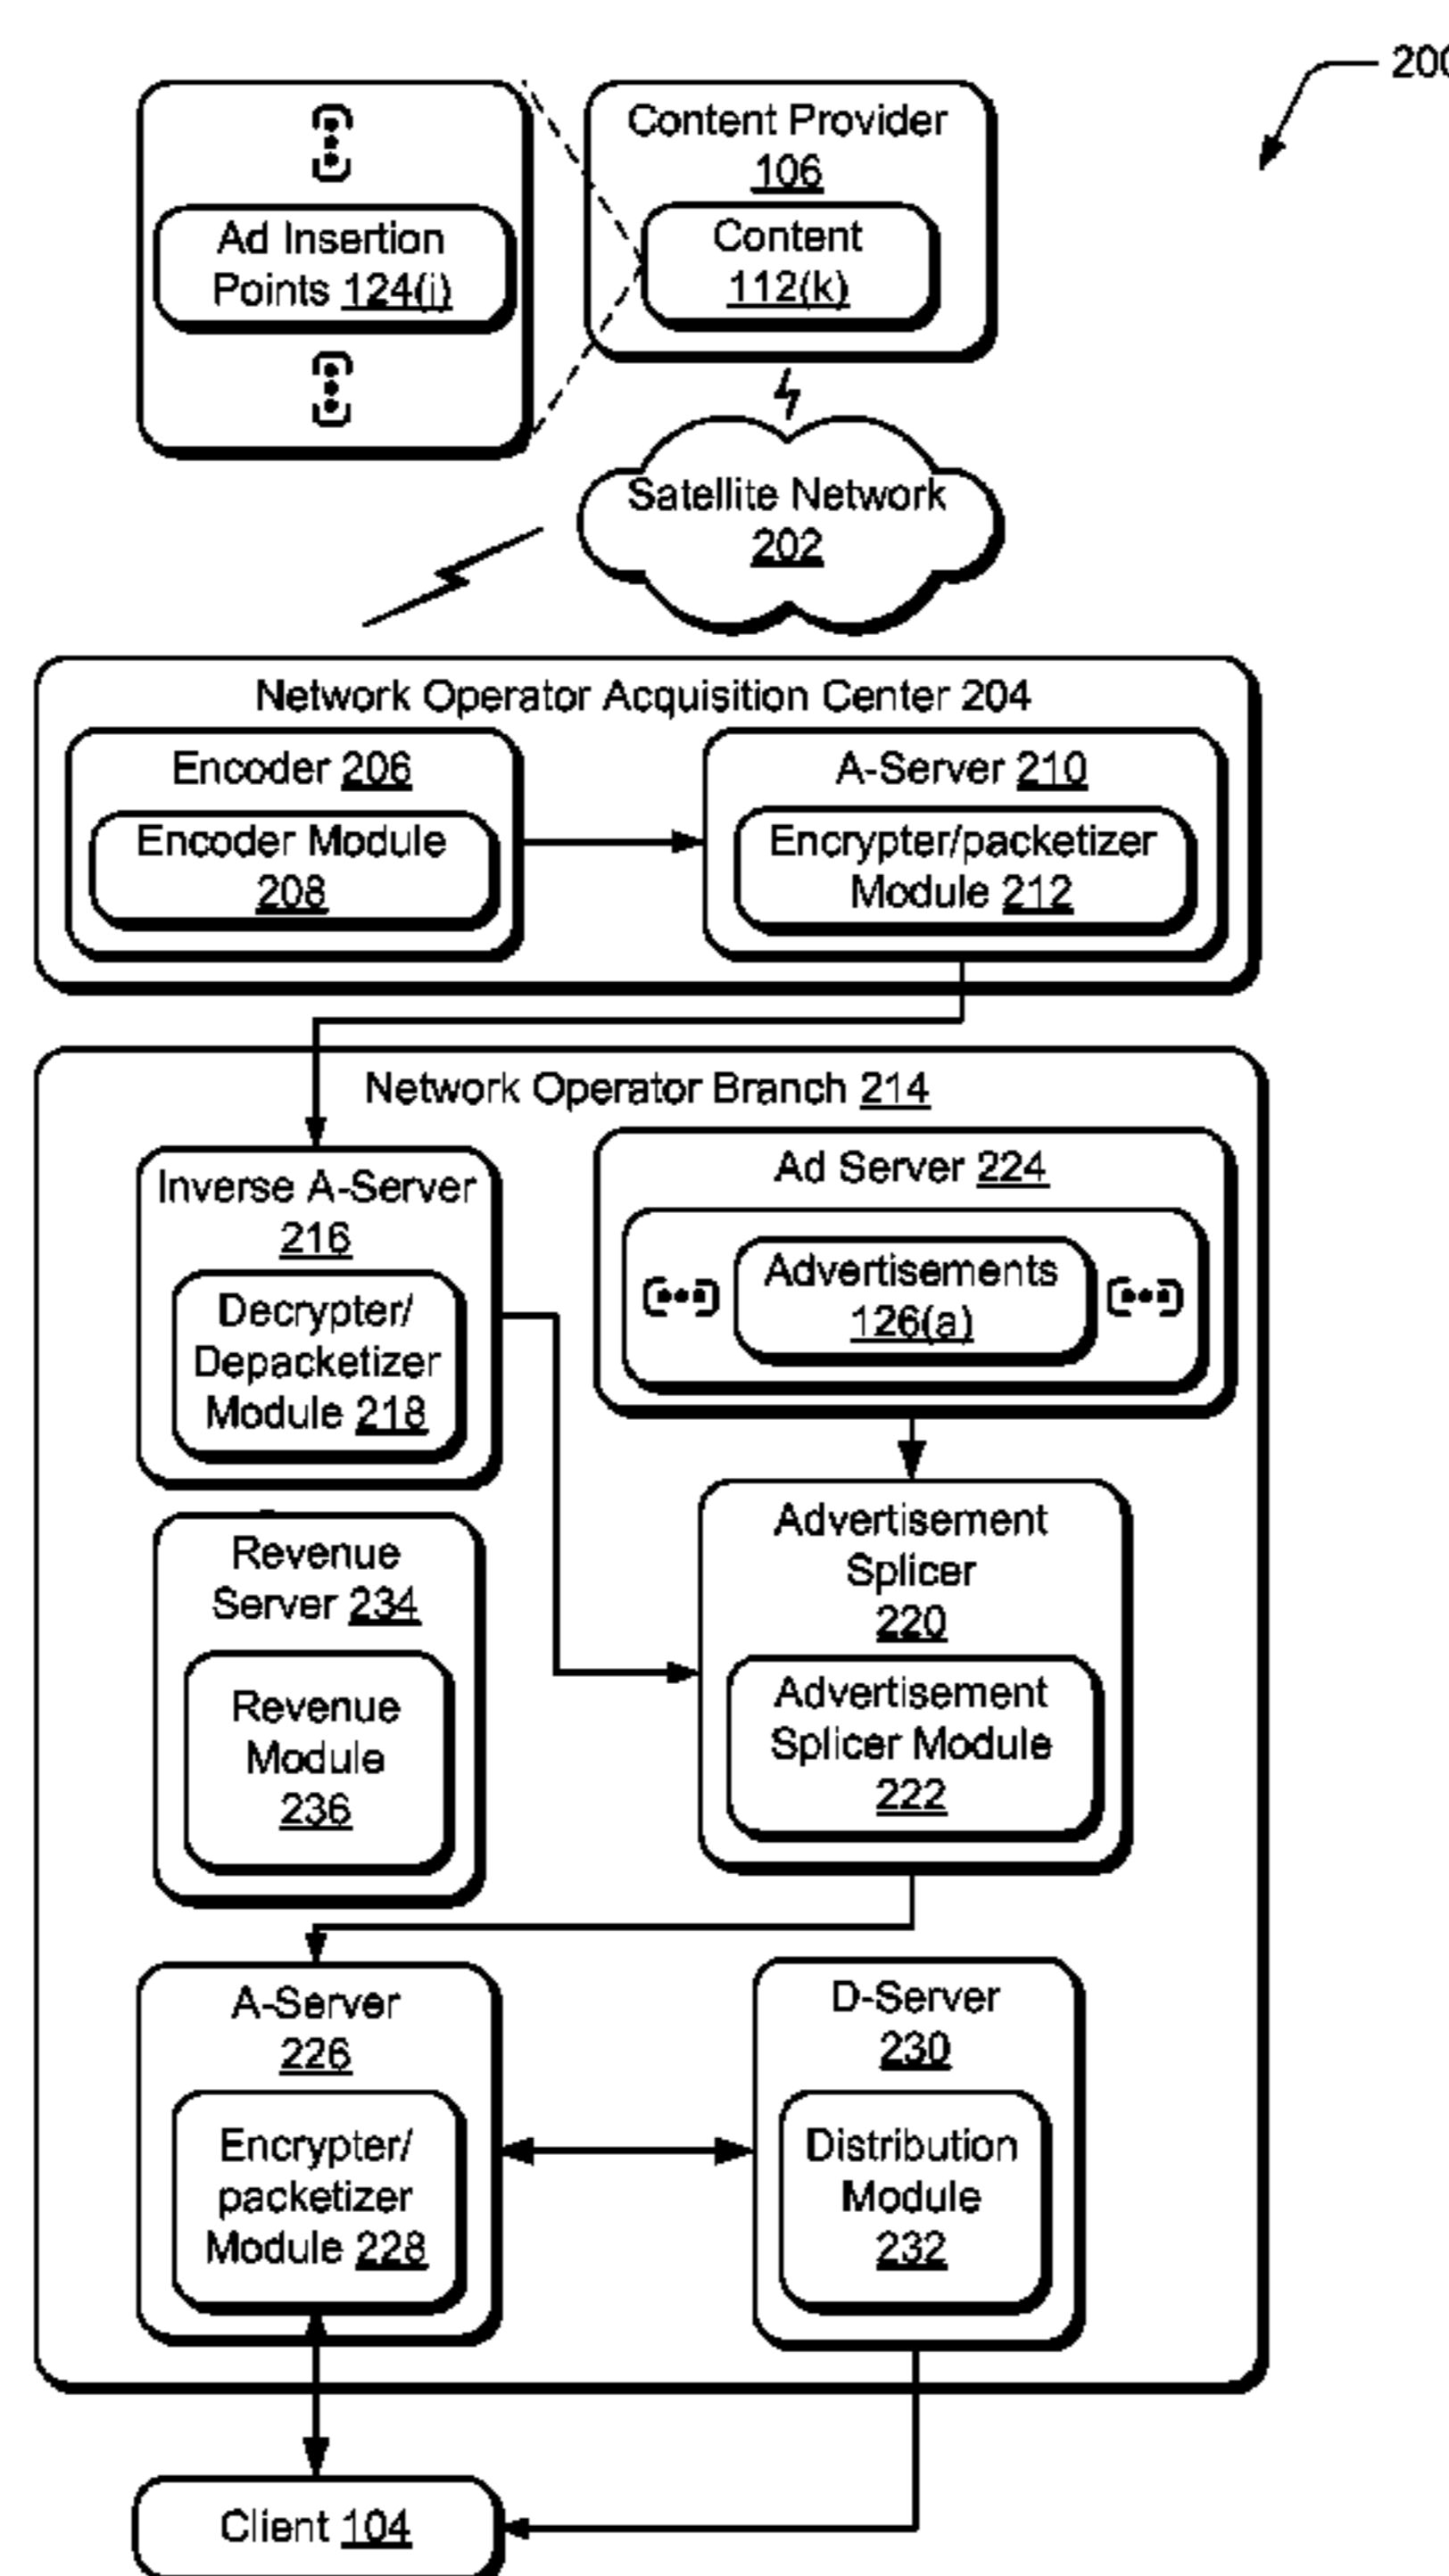 200
Content Provider
106
Content
112(k)
Ad Insertion
Points 124(j)
Satellite Network
202
Network Operator Acquisition Center 204
Encoder 206
Encoder Module
208
A-Server 210
Encrypter/packetizer
Module 212
Network Operator Branch 214
Inverse A-Server
216
Decrypter/
Depacketizer
Module 218
Ad Server 224
Advertisements
126(a)
Revenue
Server 234
Revenue
Module
236
Advertisement
Splicer
220
Advertisement
Splicer Module
222
A-Server
226
Encrypter/
packetizer
Module 228
D-Server
230
Distribution
Module
232
Client 104